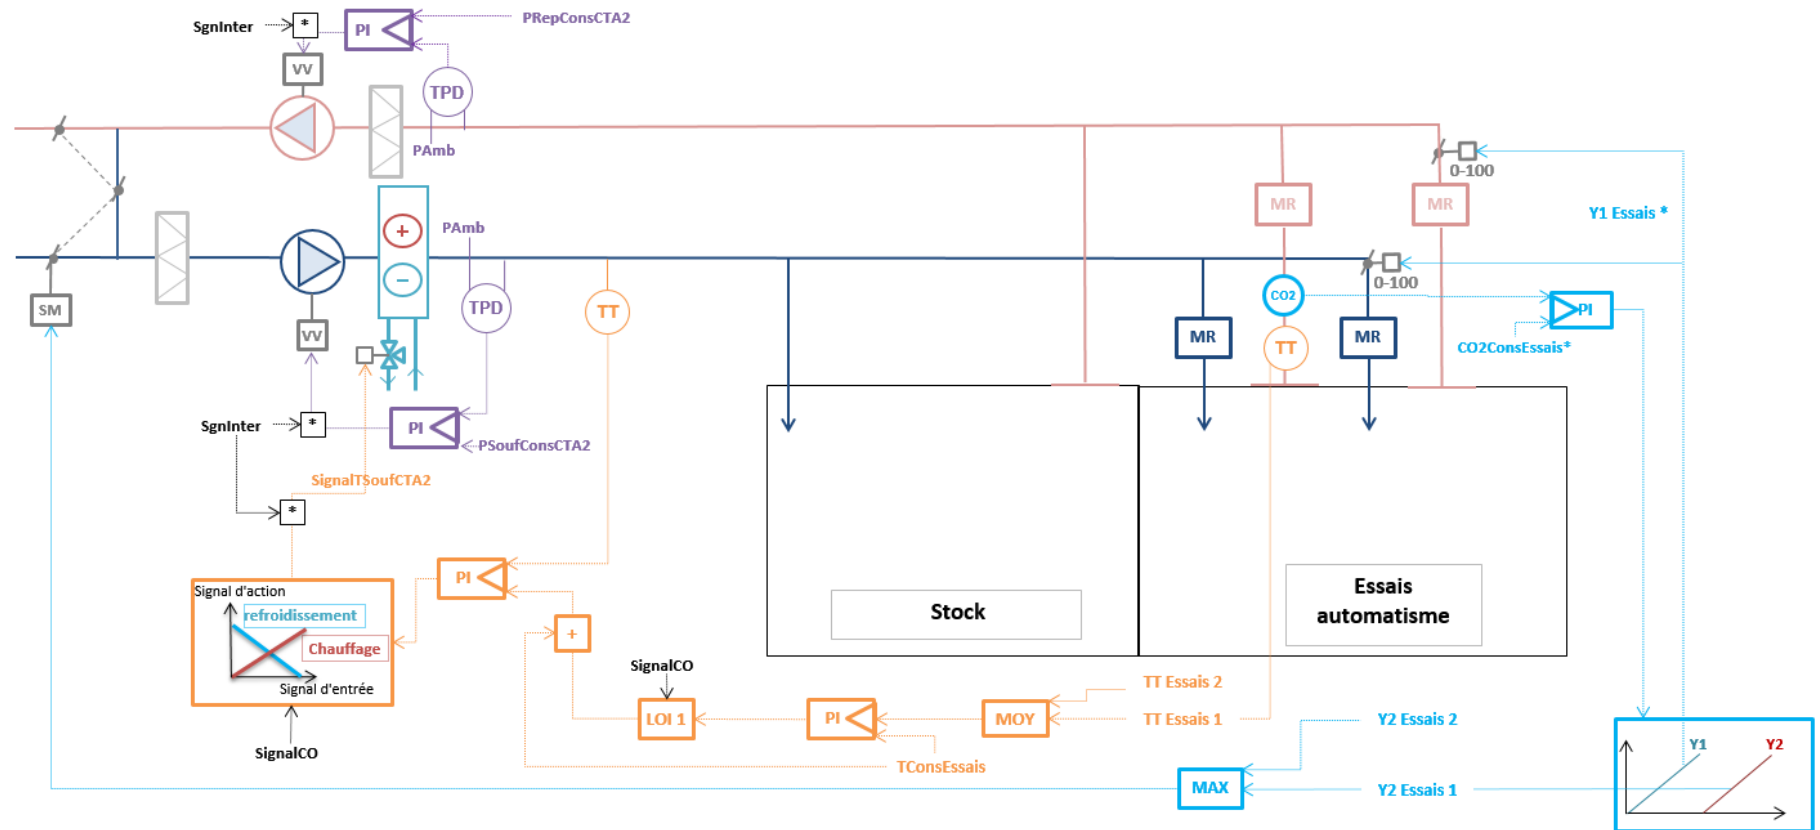 PRepConsCTA2
SgnInter
*
PI
VV
TPD
PAmb
0-100
MR
MR
Y1 Essais *
PAmb
+
−
0-100
CO2
SM
VV
TPD
TT
MR
MR
TT
PI
CO2ConsEssais*
SgnInter
*
PI
PSoufConsCTA2
SignalTSoufCTA2
*
PI
Signal d'action
refroidissement
Chauffage
Signal d'entrée
+
Stock
Essais
automatisme
SignalCO
TT Essais 2
LOI 1
PI
MOY
TT Essais 1
Y2 Essais 2
SignalCO
TConsEssais
Y1
Y2
MAX
Y2 Essais 1